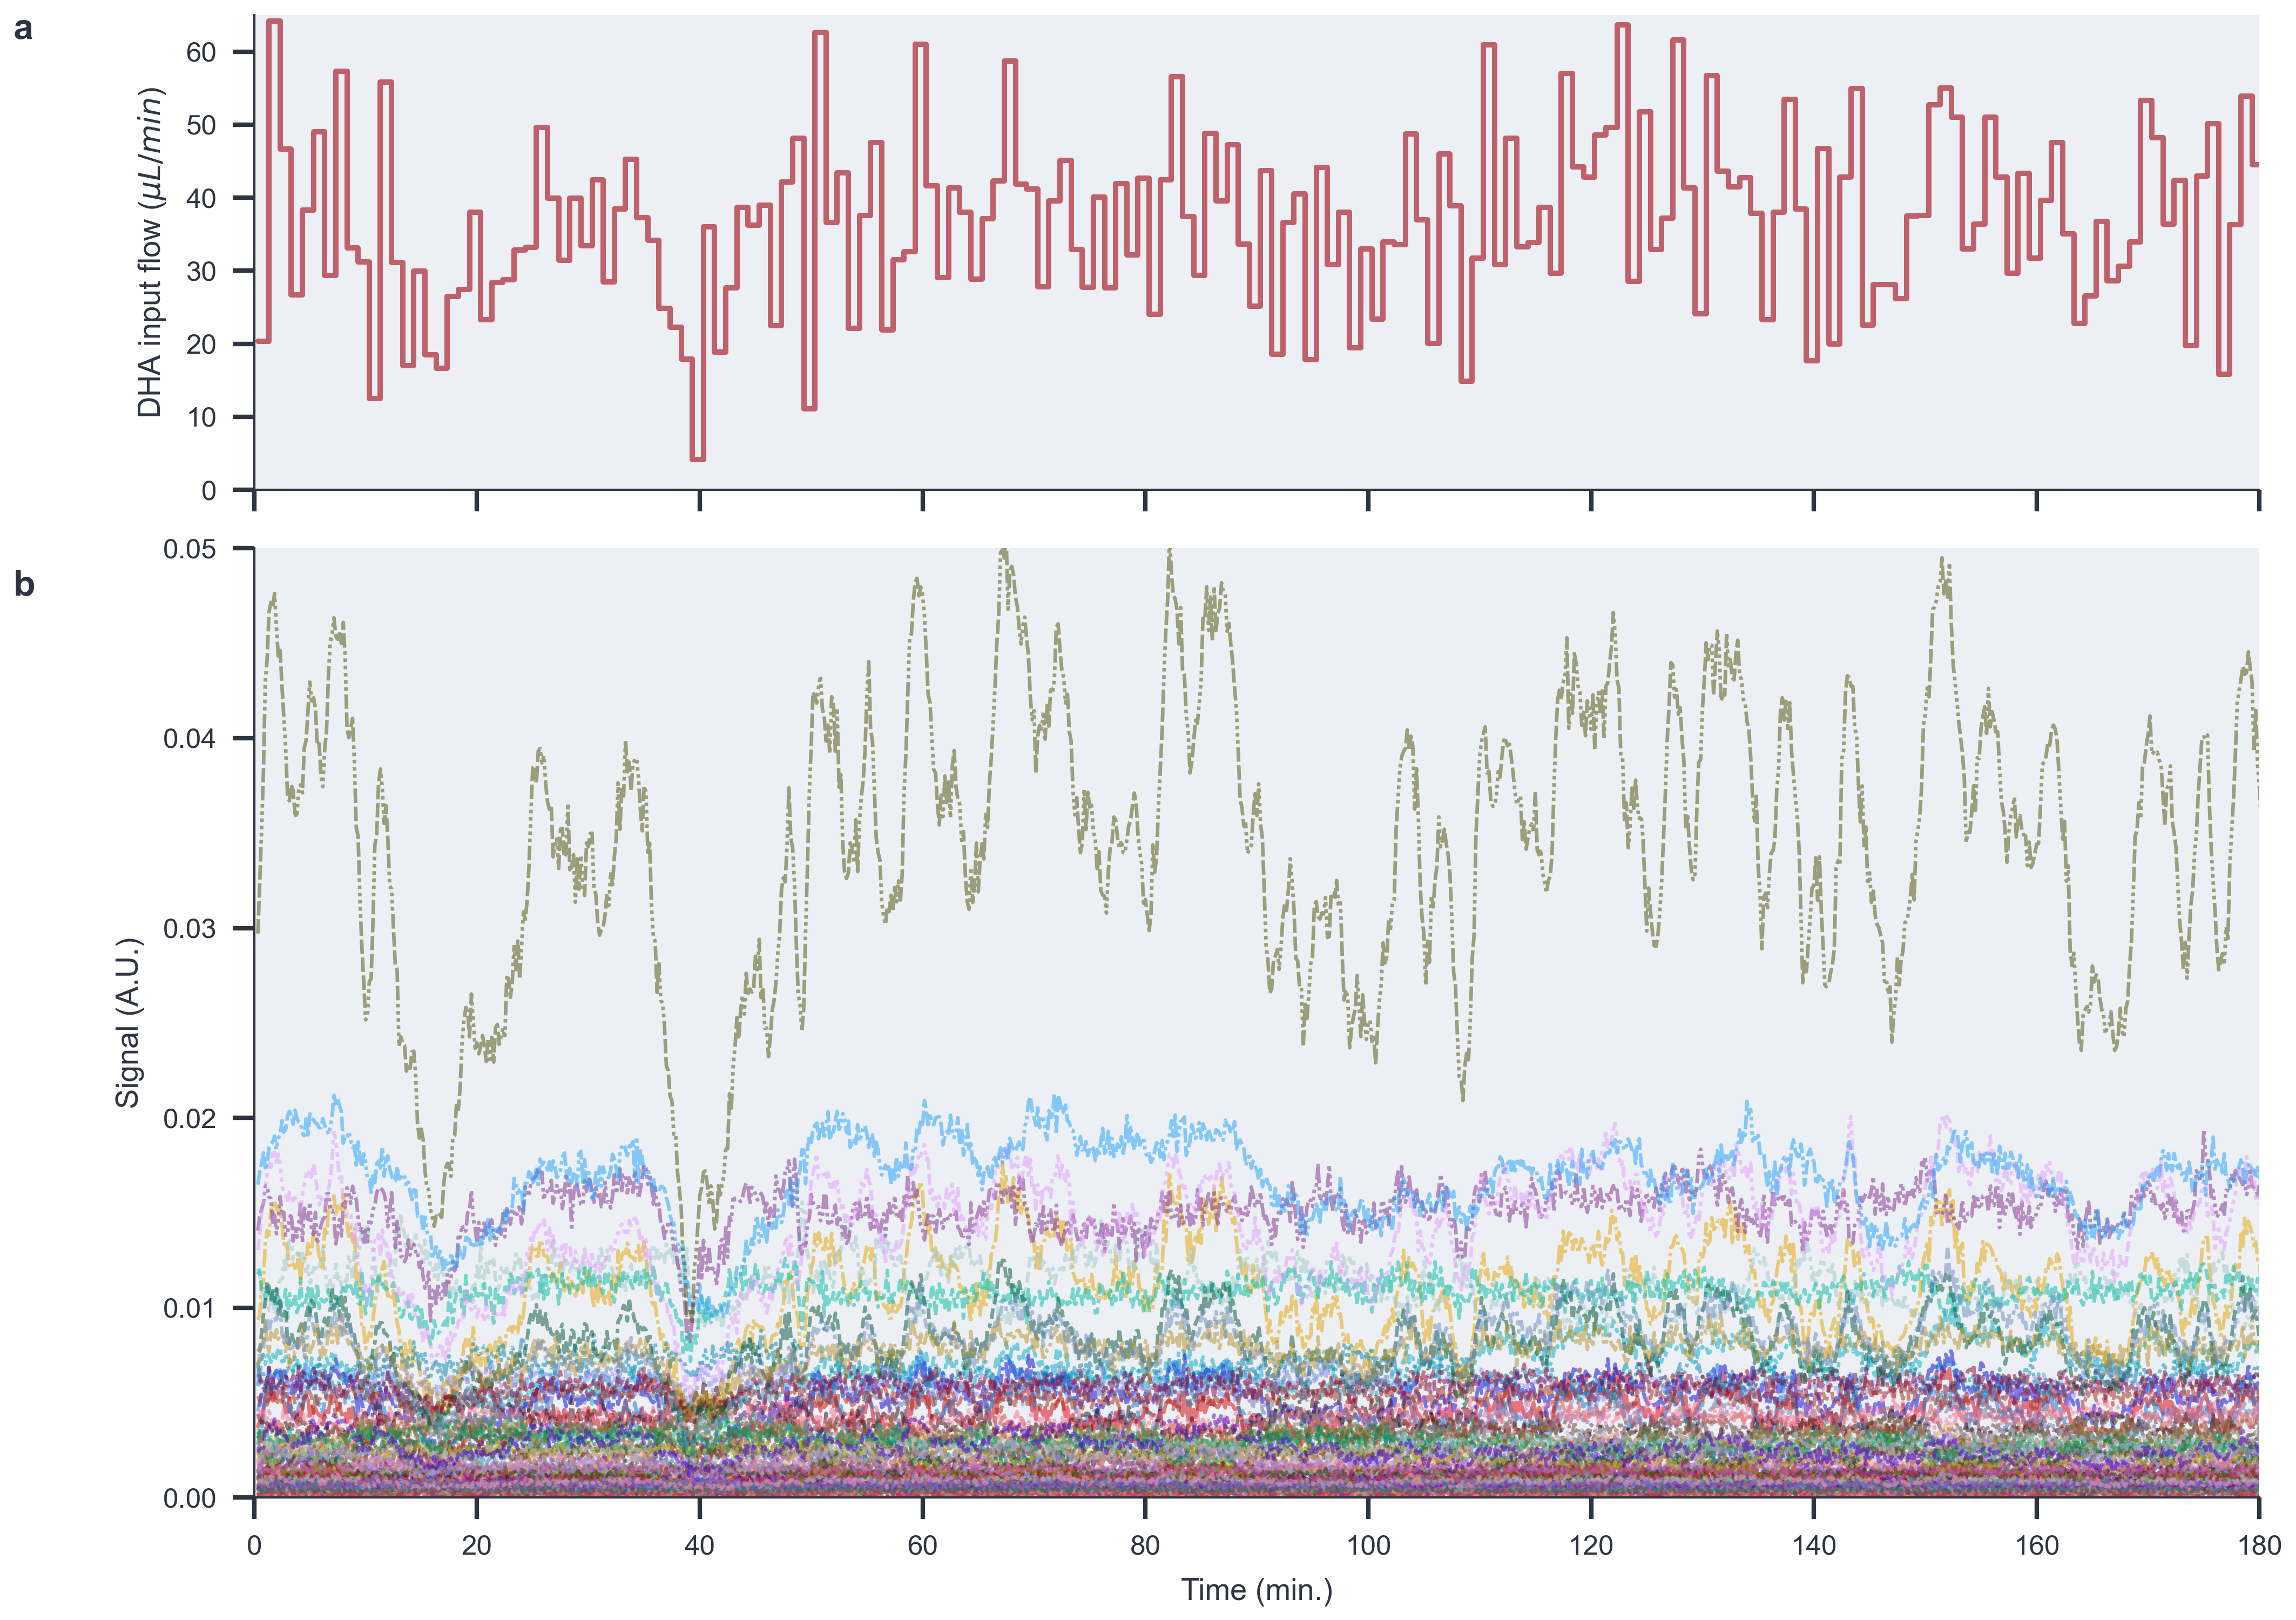 a
60
50
40
30
20
10
0
DHA input flow (μL/min)
b
0.05
0.04
0.03
0.02
0.01
0.00
Signal (A.U.)
0 20 40 60 80 100 120 140 160 180
Time (min.)